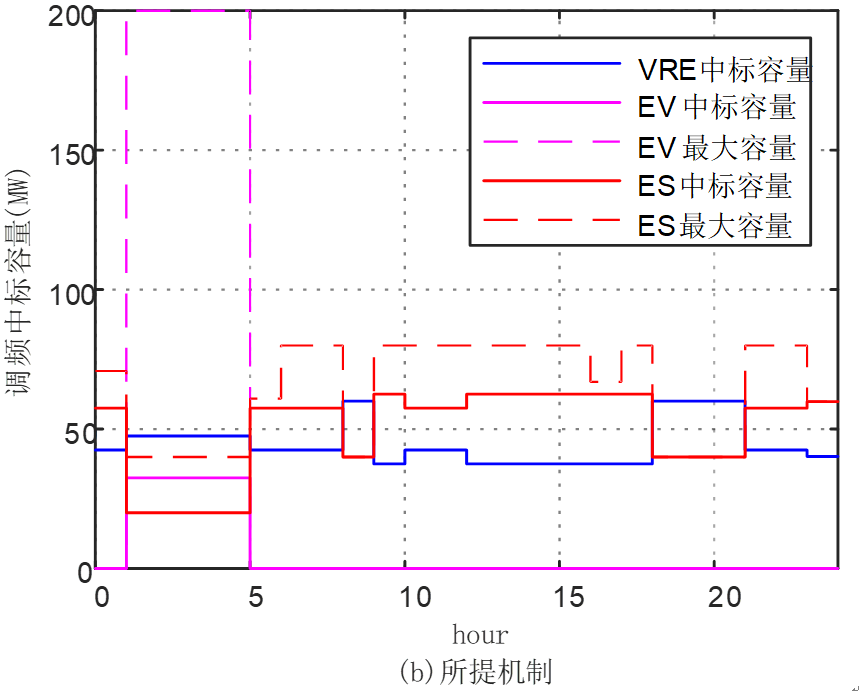 200
150
100
50
0
调频中标容量(MW)
VRE中标容量
EV中标容量
EV最大容量
ES中标容量
ES最大容量
0 5 10 15 20
hour
(b)所提机制